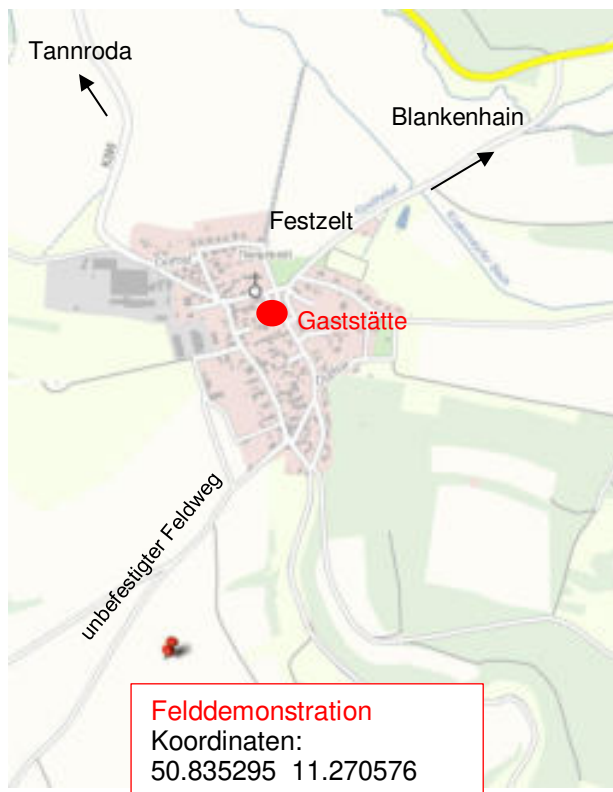 Tannroda
Blankenhain
Festzelt
Gaststätte
unbefestigter Feldweg
Felddemonstration
Koordinaten:
50.835295 11.270576